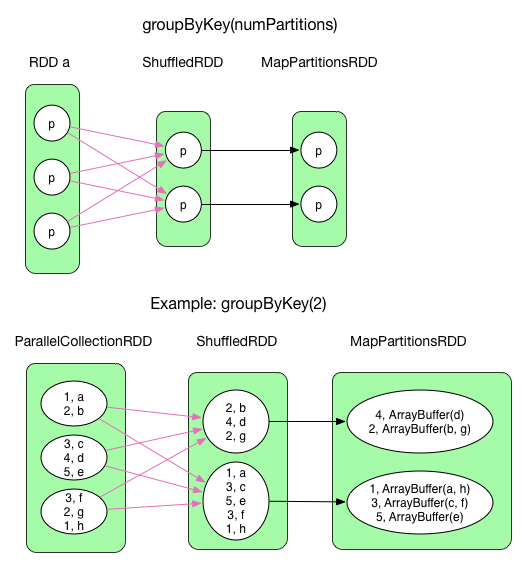 groupByKey(numPartitions)
RDD a
ShuffledRDD
MapPartitionsRDD
p
p
p
p
p
p
p
Example: groupByKey(2)
ParallelCollectionRDD
ShuffledRDD
MapPartitionsRDD
1, a
2, b
3, c
4, d
5, e
3, f
2, g
1, h
2, b
4, d
2, g
1, a
3, c
5, e
3, f
1, h
4, ArrayBuffer(d)
2, ArrayBuffer(b, g)
1, ArrayBuffer(a, h)
3, ArrayBuffer(c, f)
5, ArrayBuffer(e)